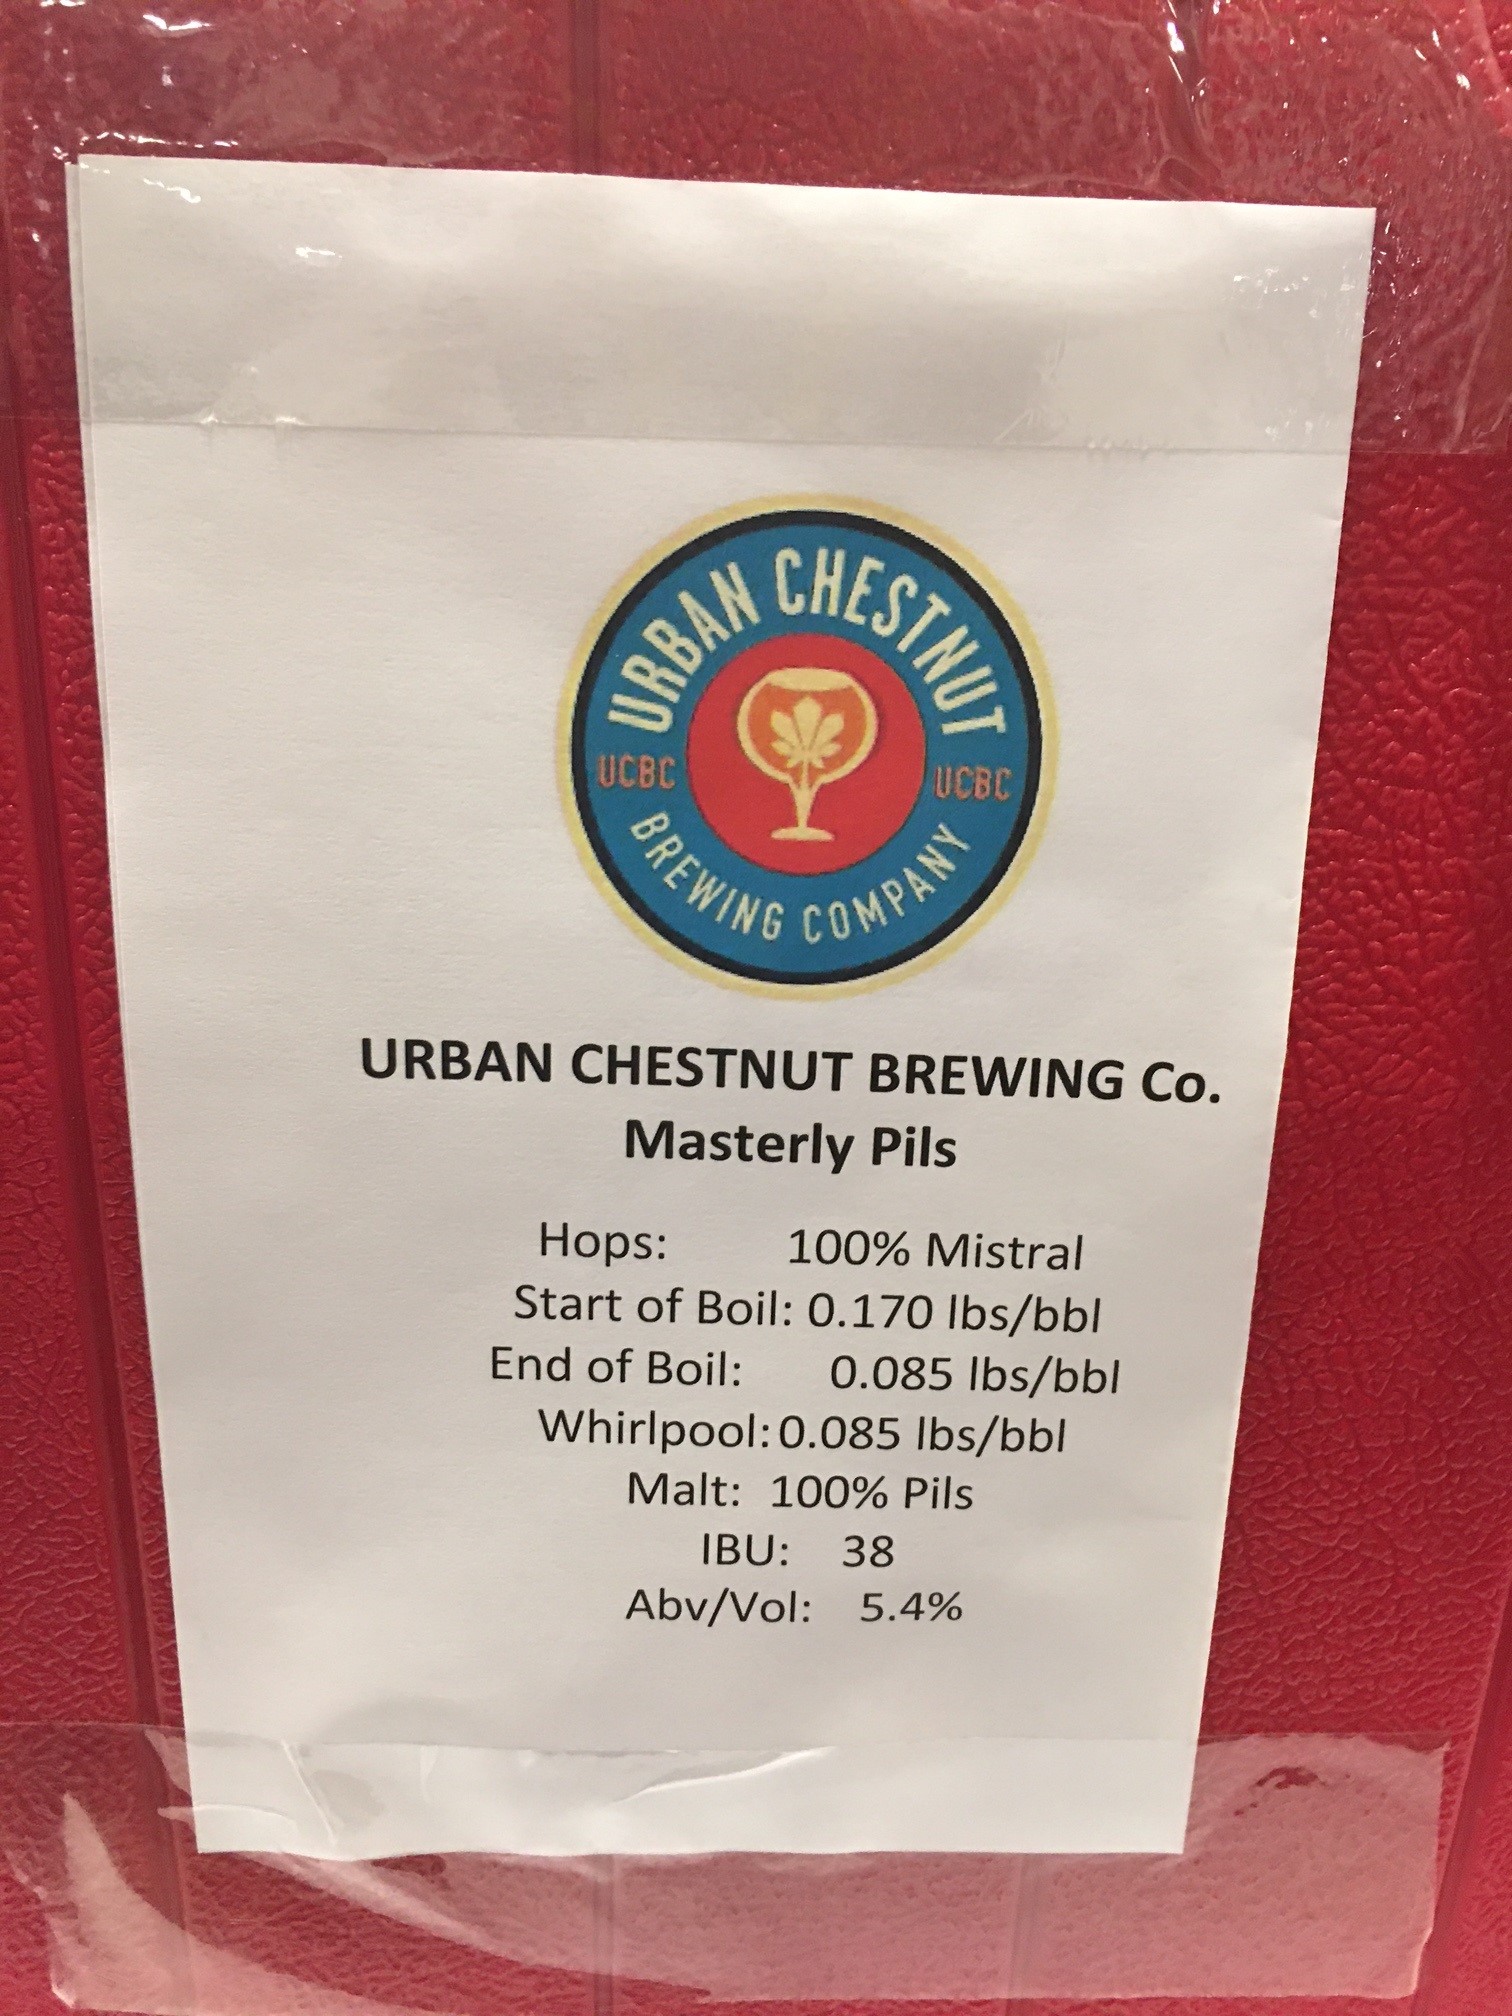 URBAN CHESTNUT
UCBC UCBC
BREWING COMPANY
URBAN CHESTNUT BREWING Co.
Masterly Pils
Hops: 100% Mistral
Start of Boil: 0.170 lbs/bbl
End of Boil: 0.085 lbs/bbl
Whirlpool: 0.085 lbs/bbl
Malt: 100% Pils
IBU: 38
Abv/Vol: 5.4%